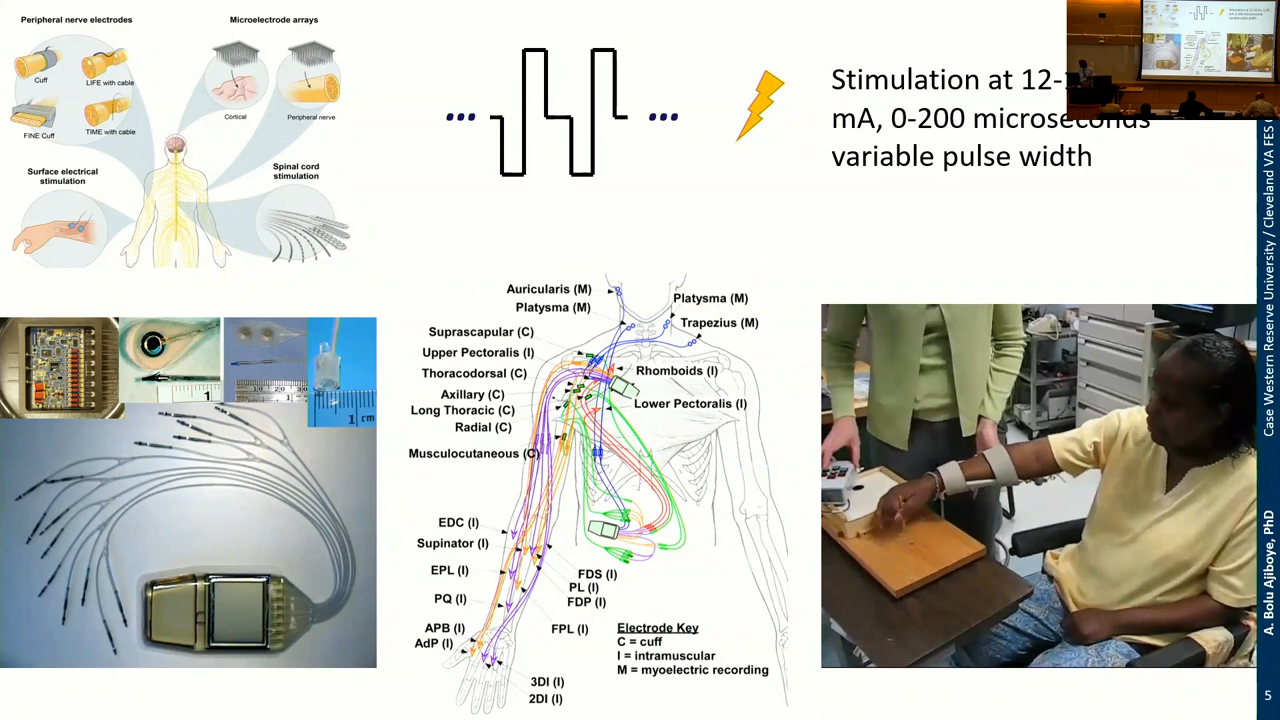 Peripheral nerve electrodes
Microelectrode arrays
Cuff
LIFE with cable
FINE Cuff
TIME with cable
Cortical
Peripheral nerve
Surface electrical
stimulation
Spinal cord
stimulation
Stimulation at 12-
mA, 0-200 microseconds
variable pulse width
1
10
20
30
1 cm
Auricularis (M)
Platysma (M)
Platysma (M)
Trapezius (M)
Suprascapular (C)
Upper Pectoralis (I)
Thoracodorsal (C)
Rhomboids (I)
Axillary (C)
Lower Pectoralis (I)
Long Thoracic (C)
Radial (C)
Musculocutaneous (C)
EDC (I)
Supinator (I)
EPL (I)
FDS (I)
PL (I)
FDP (I)
PQ (I)
APB (I)
FPL (I)
AdP (I)
3DI (I)
2DI (I)
Electrode Key
C = cuff
I = intramuscular
M = myoelectric recording
A. Bolu Ajiboye, PhD
Case Western Reserve University / Cleveland VA FES
5